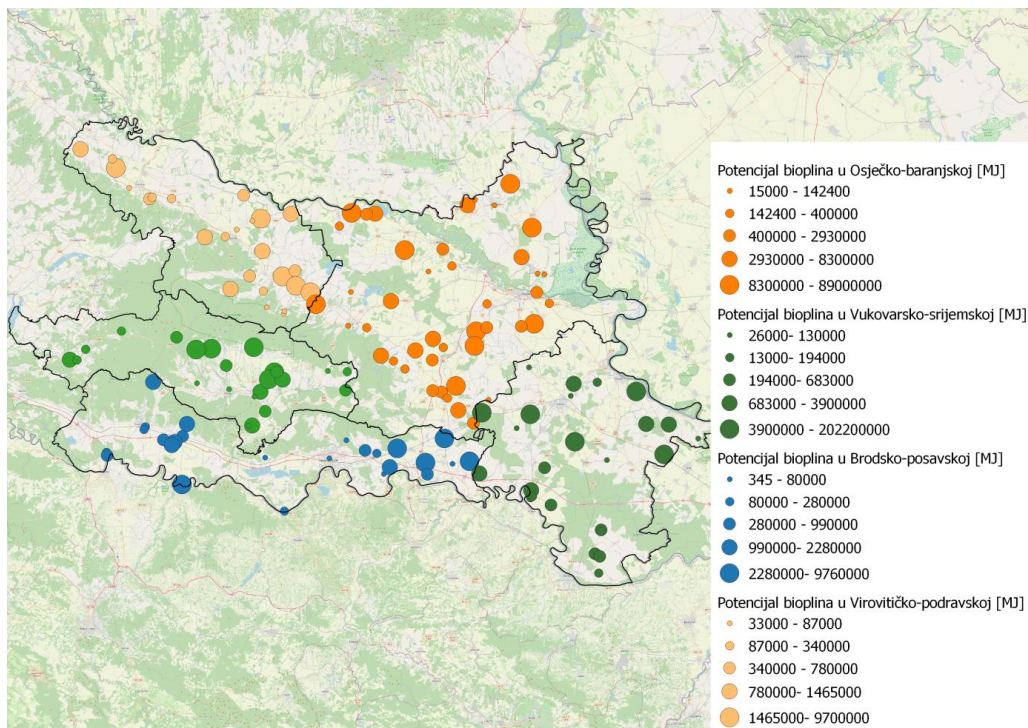 Potencijal bioplina u Osječko-baranjskoj [MJ]
15000 - 142400
142400 - 400000
400000 - 2930000
2930000 - 8300000
8300000 - 89000000
Potencijal bioplina u Vukovarsko-srijemskoj [MJ]
26000- 130000
13000 - 194000
194000 - 683000
683000 - 3900000
3900000 - 202200000
Potencijal bioplina u Brodsko-posavskoj [MJ]
345 - 80000
80000 - 280000
280000 - 990000
990000- 2280000
2280000- 9760000
Potencijal bioplina u Virovitičko-podravskoj [MJ]
33000 - 87000
87000 - 340000
340000 - 780000
780000- 1465000
1465000 - 9700000